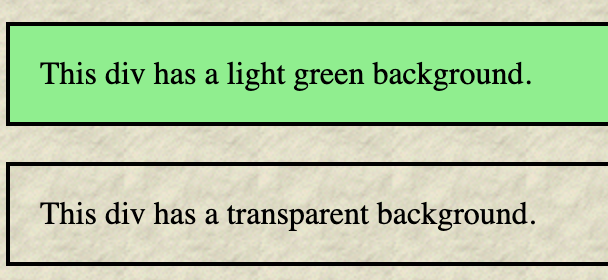 This div has a light green background.
This div has a transparent background.